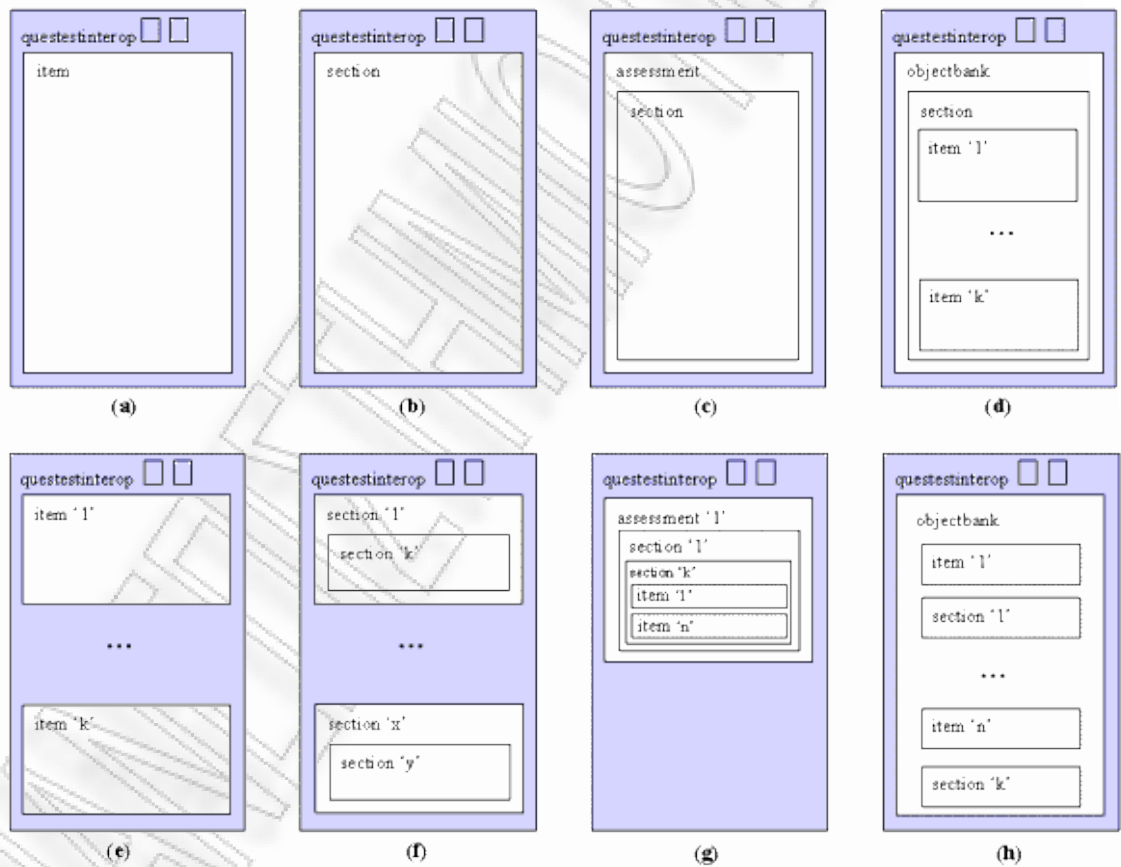 questestinterop
item
(a)
questestinterop
section
(b)
questestinterop
assessment
section
(c)
questestinterop
objectbank
section
item ‘1’
...
item ‘k’
(d)
questestinterop
item ‘1’
...
item ‘k’
(e)
questestinterop
section ‘1’
section ‘k’
...
section ‘x’
section ‘y’
(f)
questestinterop
assessment ‘1’
section ‘1’
section ‘k’
item ‘1’
item ‘n’
(g)
questestinterop
objectbank
item ‘1’
section ‘1’
...
item ‘n’
section ‘k’
(h)